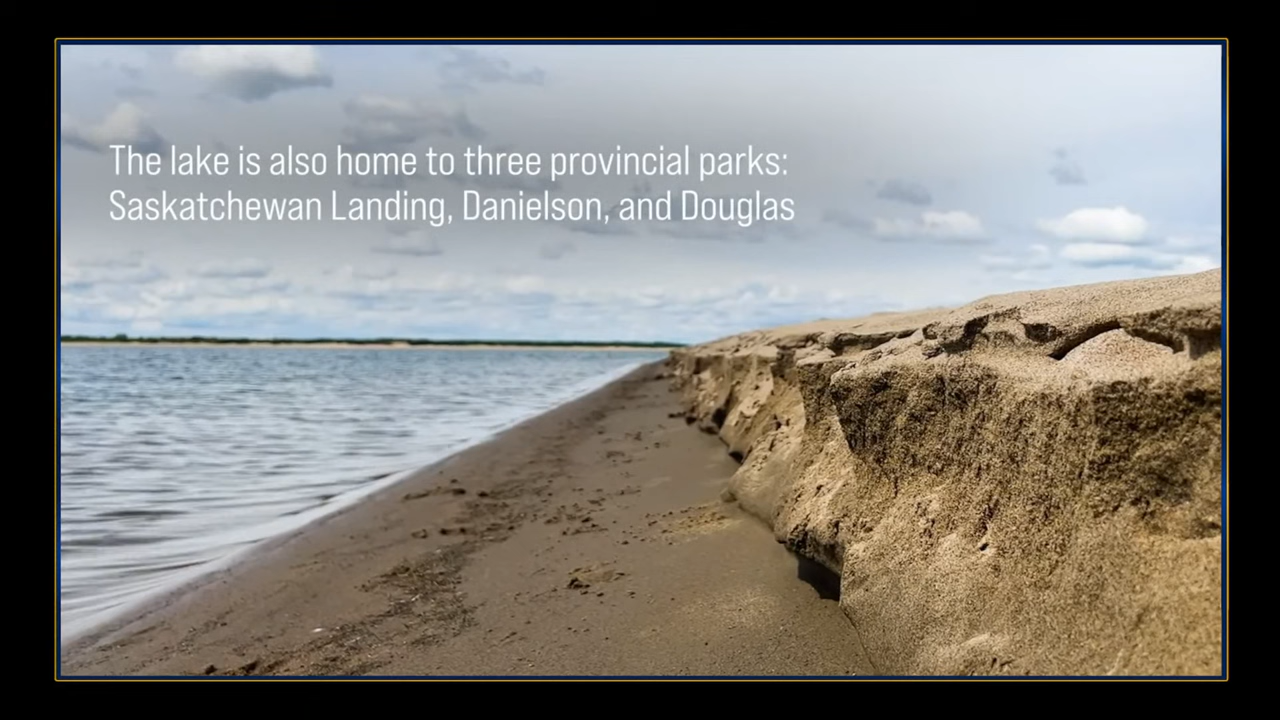 The lake is also home to three provincial parks:
Saskatchewan Landing, Danielson, and Douglas